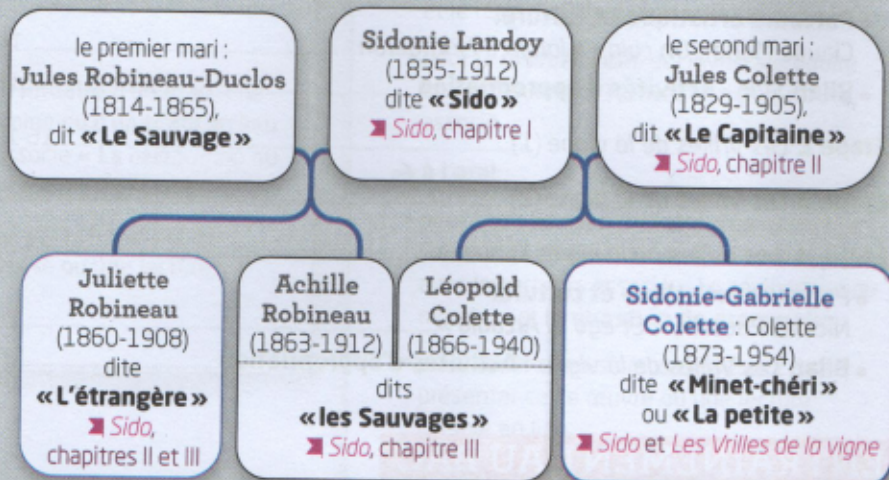 le premier mari :
Jules Robineau-Duclos
(1814-1865),
dit «Le Sauvage»
Sidonie Landoy
(1835-1912)
dite «Sido»
Sido, chapitre I
le second mari :
Jules Colette
(1829-1905),
dit «Le Capitaine»
Sido, chapitre II
Juliette
Robineau
(1860-1908)
dite
«L'étrangère»
Sido,
chapitres II et III
Achille
Robineau
(1863-1912)
Léopold
Colette
(1866-1940)
dits
«les Sauvages»
Sido, chapitre III
Sidonie-Gabrielle
Colette : Colette
(1873-1954)
dite «Minet-chéri»
ou «La petite»
Sido et Les Vrilles de la vigne